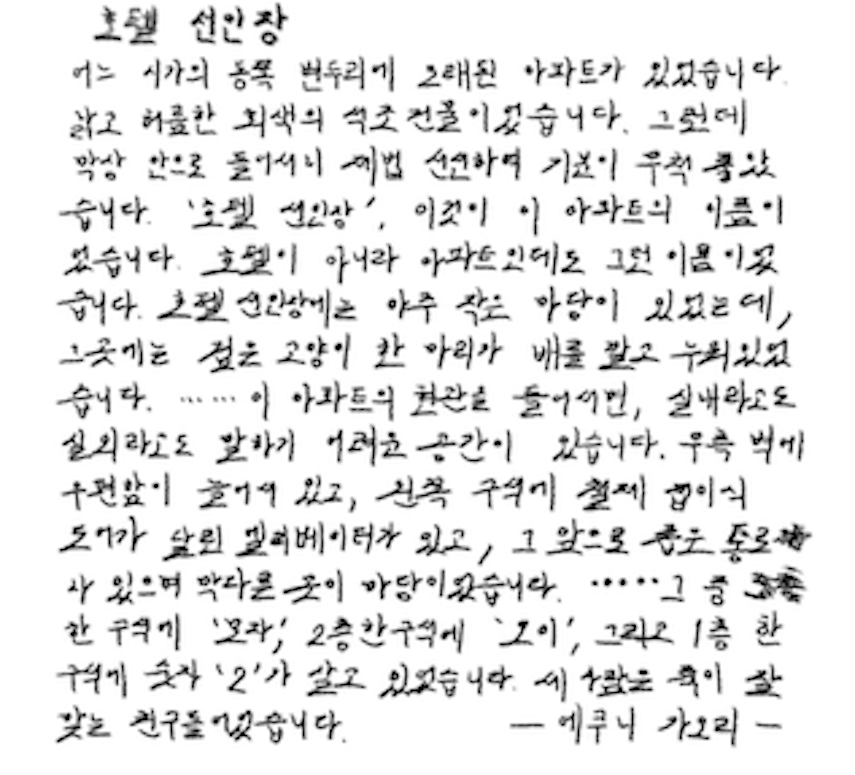 호텔 선인장
어느 시가의 동쪽 변두리에 오래된 아파트가 있었습니다.
낡고 허름한 회색의 석조건물이었습니다. 그런데
막상 안으로 들어서니 제법 선선하여 기분이 무척 좋았
습니다. '호텔 선인장', 이것이 이 아파트의 이름이
었습니다. 호텔이 아니라 아파트인데도 그런 이름이었
습니다. 호텔 선인장에는 아주 작은 마당이 있었는데,
그곳에는 검은 고양이 한 마리가 배를 깔고 누워있었
습니다. ……이 아파트의 현관을 들어서면, 실내라고도
실외라고도 말하기 어려운 공간이 있습니다. 우측 벽에
우편함이 늘어서 있고, 왼쪽 구석에 철제 접이식
도어가 달린 엘리베이터가 있고, 그 앞으로 좁은 통로가
나 있으며 막다른 곳이 마당이었습니다. ……그 층
한 구석에 '모자', 2층한구석에 '오이', 그리고 1층 한
구석에 숫자 '2'가 살고 있었습니다. 세 사람은 죽이 잘
맞는 친구들이었습니다. — 에쿠니 가오리 —